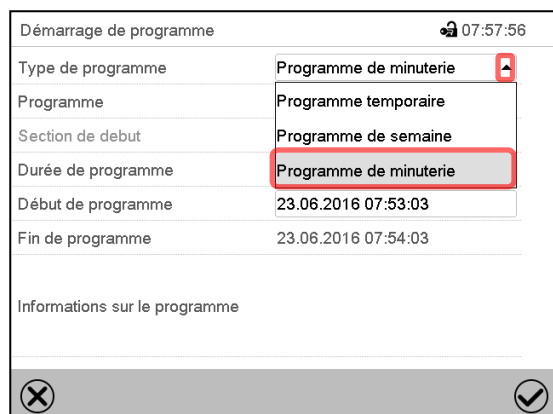 Démarrage de programme 07:57:56
Type de programme Programme de minuterie
Programme Programme temporaire
Section de debut Programme de semaine
Durée de programme Programme de minuterie
Début de programme 23.06.2016 07:53:03
Fin de programme 23.06.2016 07:54:03
Informations sur le programme